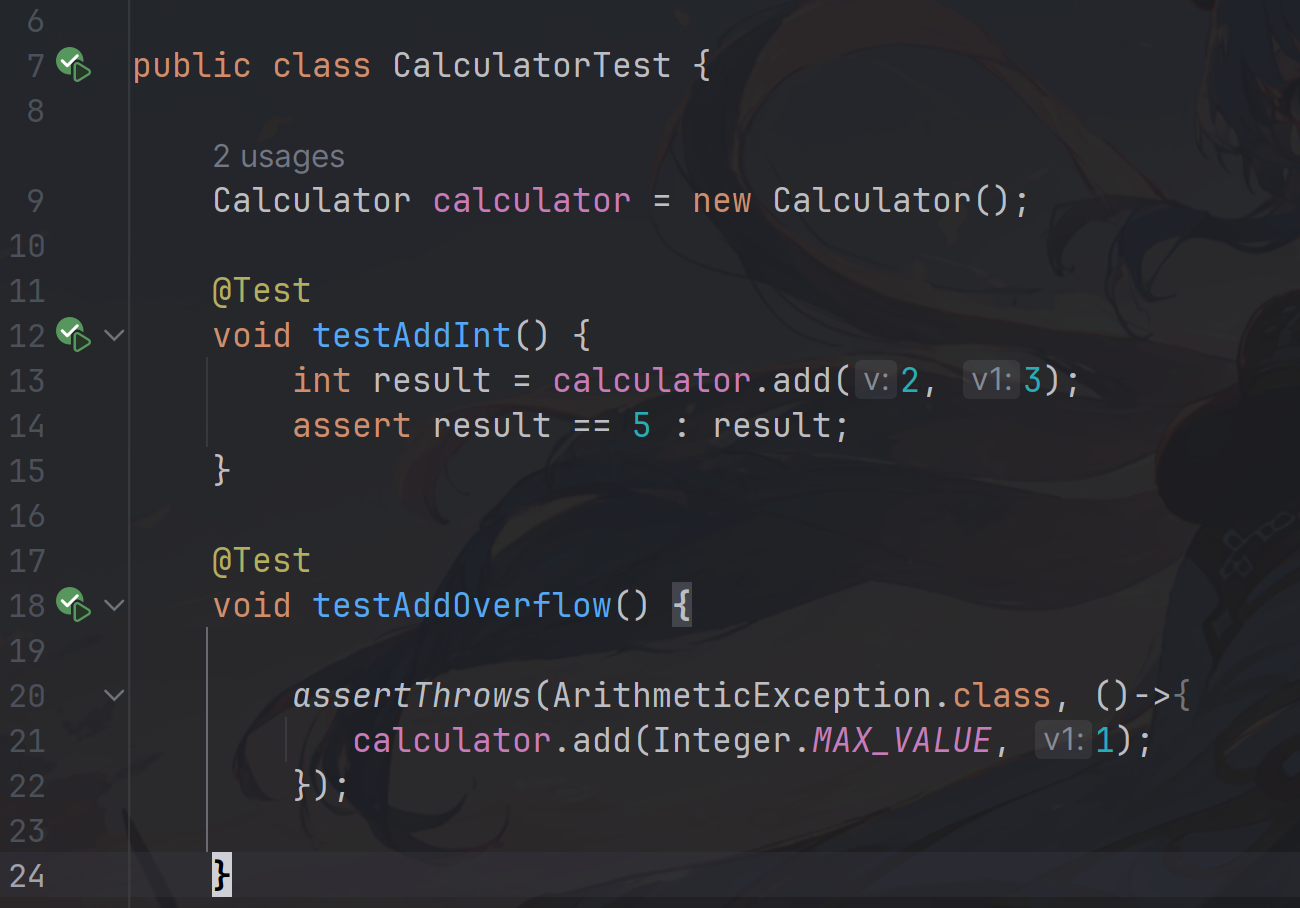 6
7 public class CalculatorTest {
8
2 usages
9 Calculator calculator = new Calculator();
10
11 @Test
12 void testAddInt() {
13 int result = calculator.add( v: 2, v1: 3);
14 assert result == 5 : result;
15 }
16
17 @Test
18 void testAddOverflow() {
19
20 assertThrows(ArithmeticException.class, ()->{
21 calculator.add(Integer.MAX_VALUE, v1: 1);
22 });
23
24 }